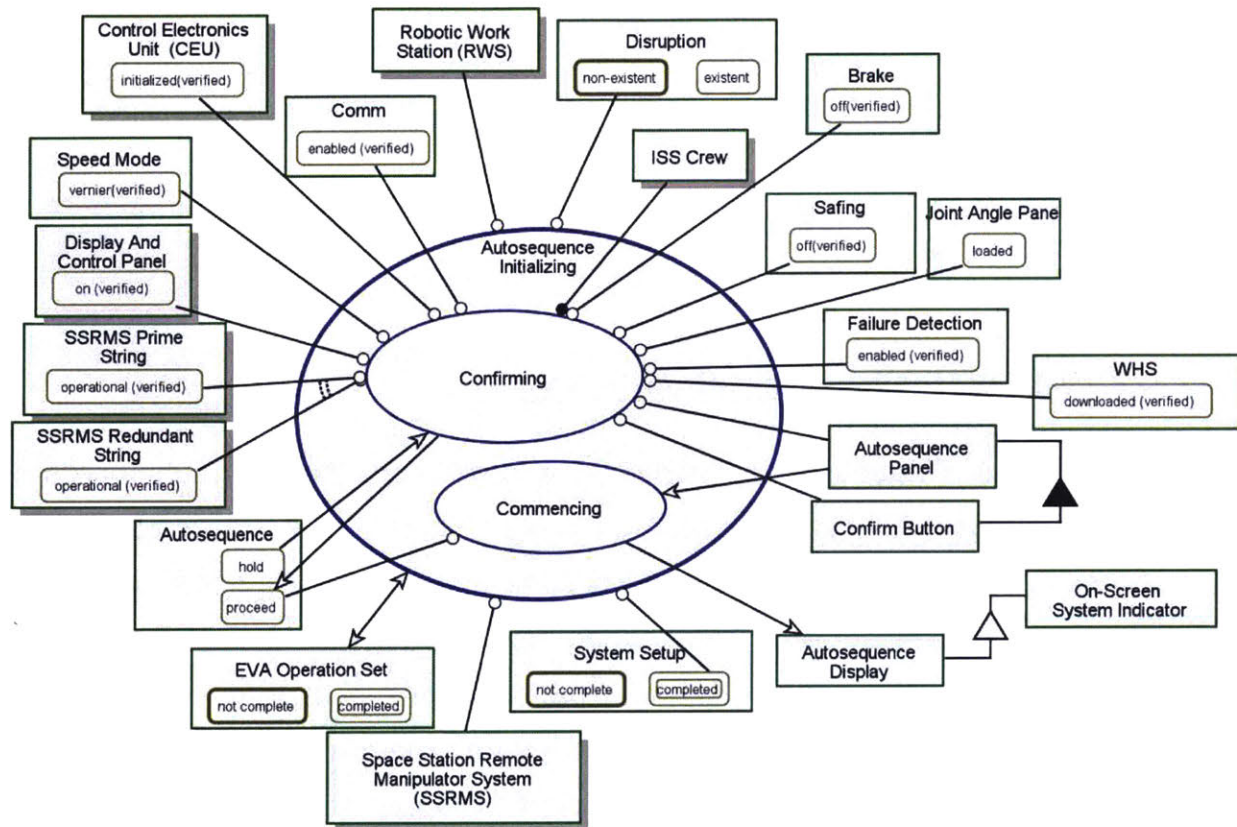 Control Electronics
Unit (CEU)
initialized(verified)
Robotic Work
Station (RWS)
Disruption
non-existent
existent
Brake
off(verified)
Comm
enabled (verified)
ISS Crew
Speed Mode
vernier(verified)
Safing
off(verified)
Joint Angle Pane
loaded
Display And
Control Panel
on (verified)
Autosequence
Initializing
SSRMS Prime
String
operational (verified)
Confirming
Failure Detection
enabled (verified)
WHS
downloaded (verified)
SSRMS Redundant
String
operational (verified)
Autosequence
Panel
Commencing
Confirm Button
Autosequence
hold
proceed
On-Screen
System Indicator
EVA Operation Set
not complete
completed
System Setup
not complete
completed
Autosequence
Display
Space Station Remote
Manipulator System
(SSRMS)